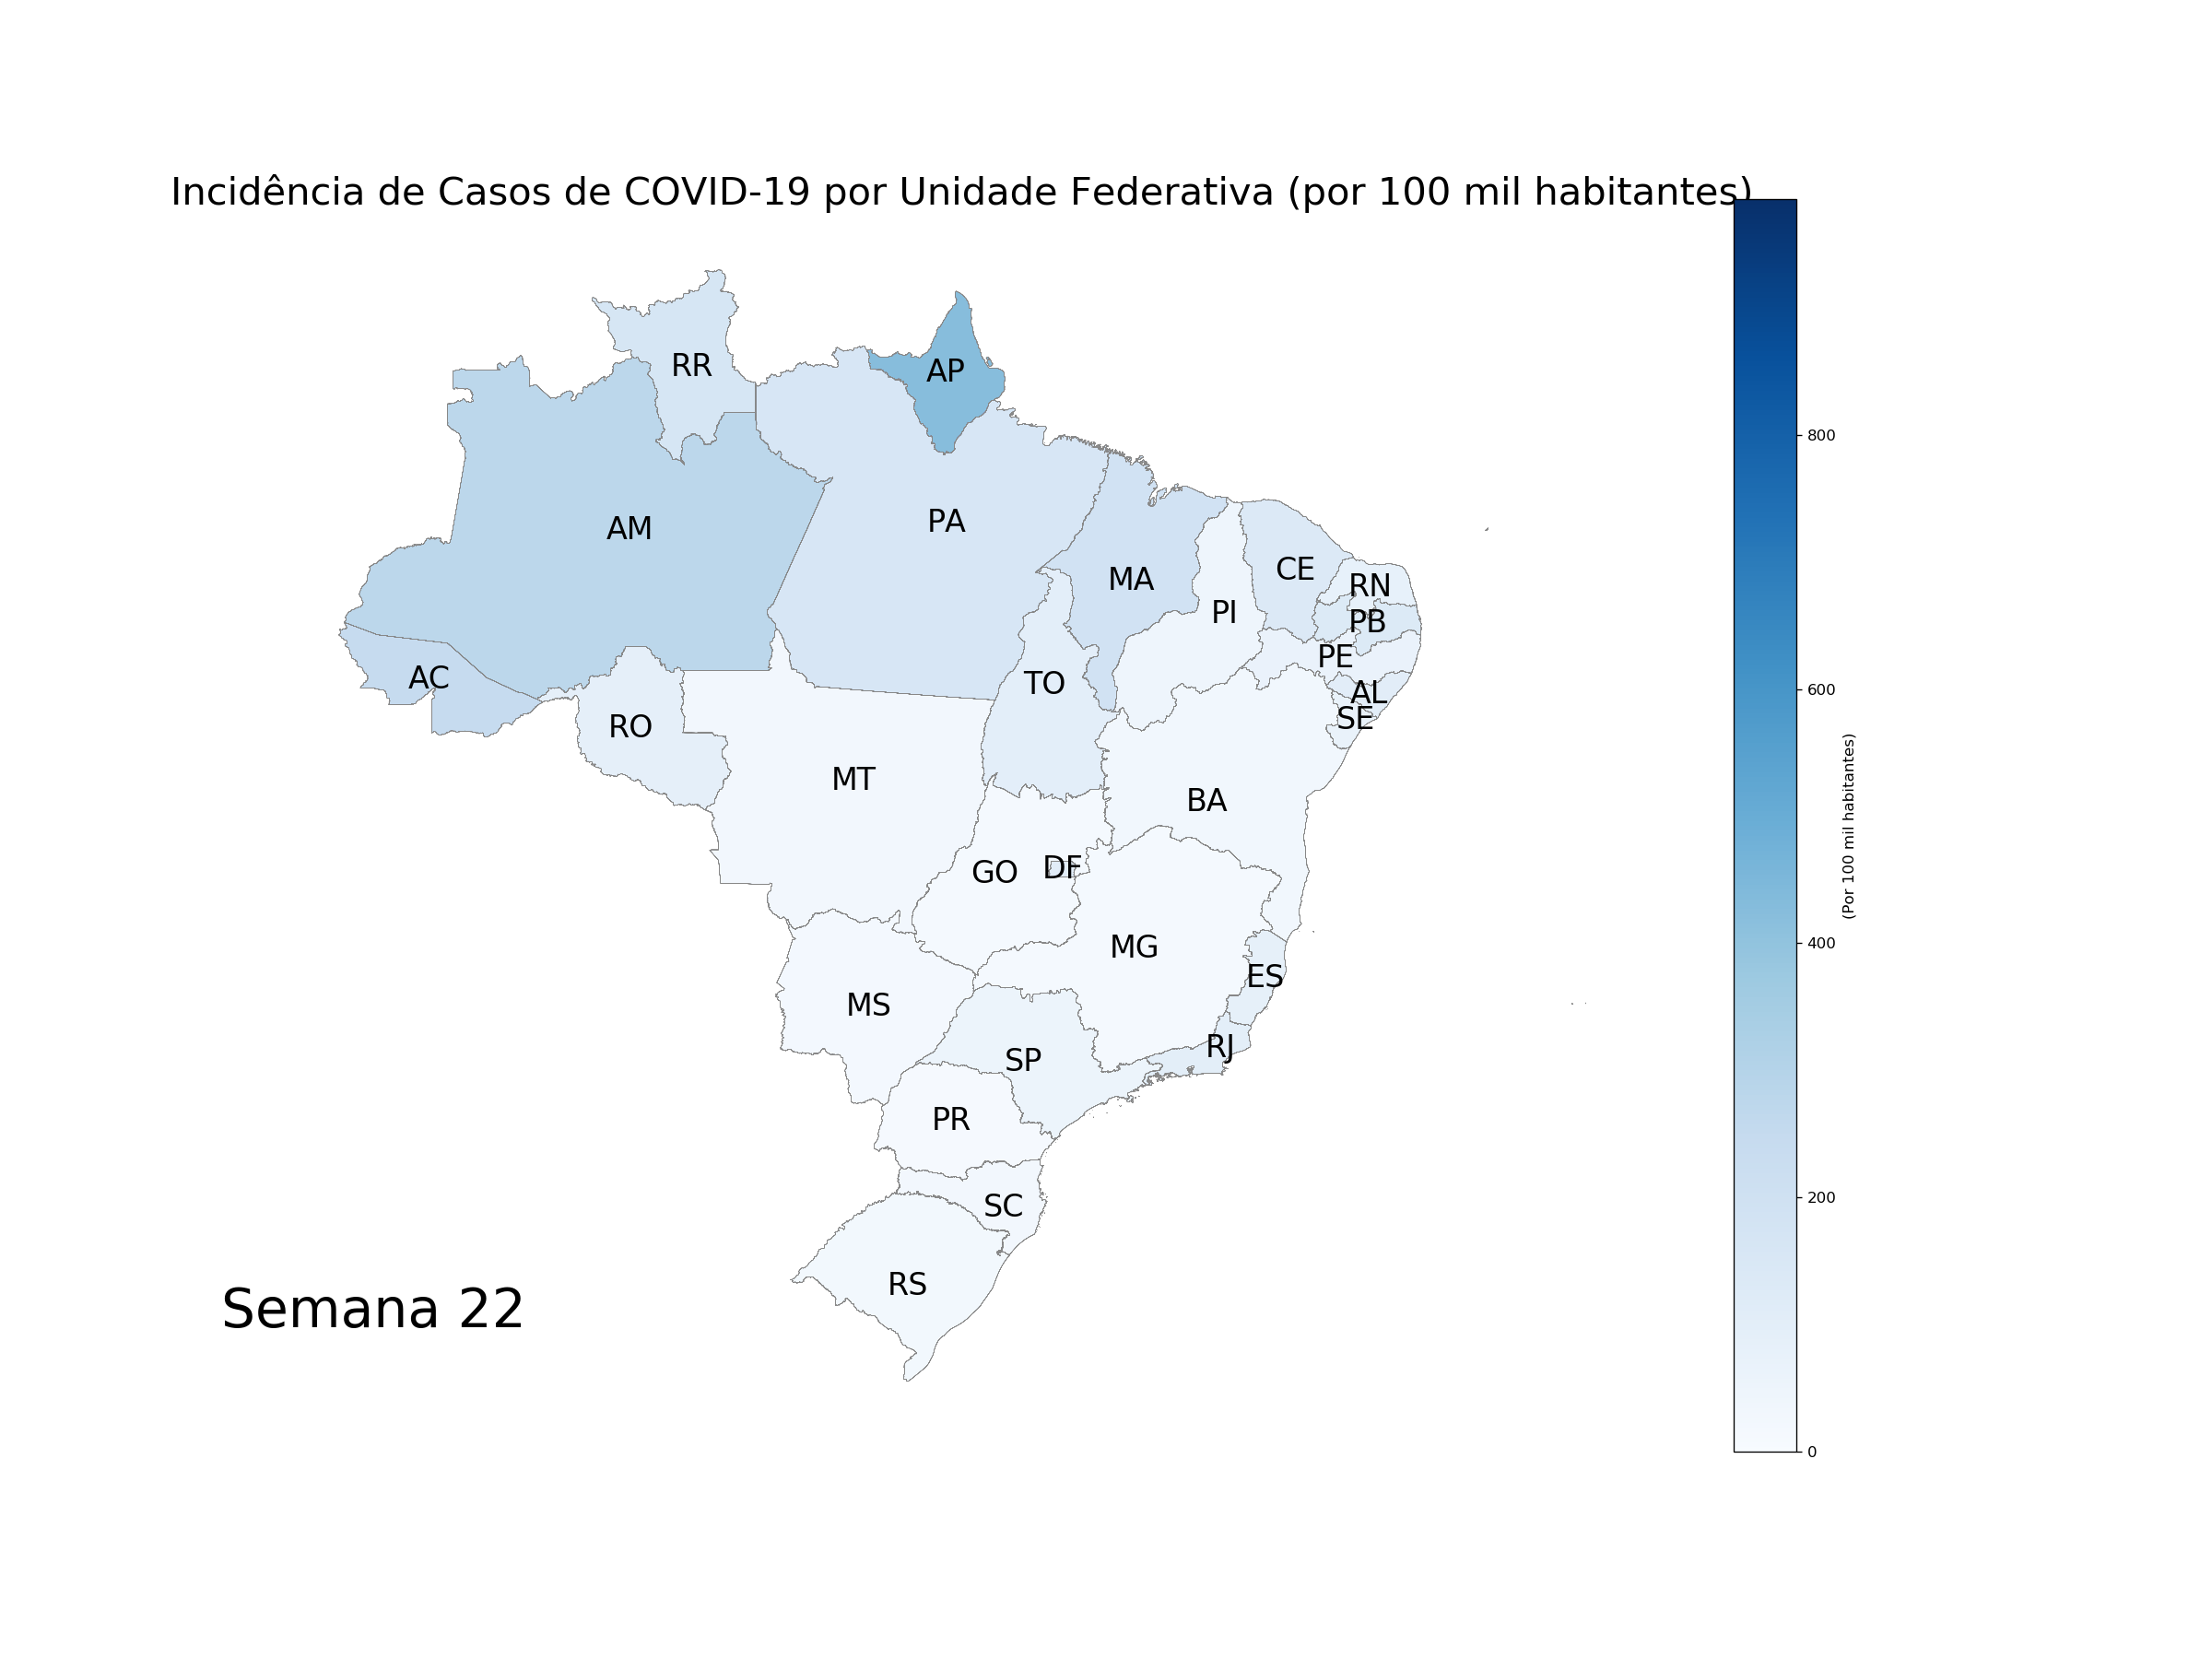 Incidência de Casos de COVID-19 por Unidade Federativa (por 100 mil habitantes)
RR
AP
AM
PA
MA
CE
RN
PI
PB
PE
AC
TO
AL
RO
SE
MT
BA
GO
DF
MG
ES
MS
RJ
SP
PR
SC
RS
Semana 22
800
600
400
200
0
(Por 100 mil habitantes)